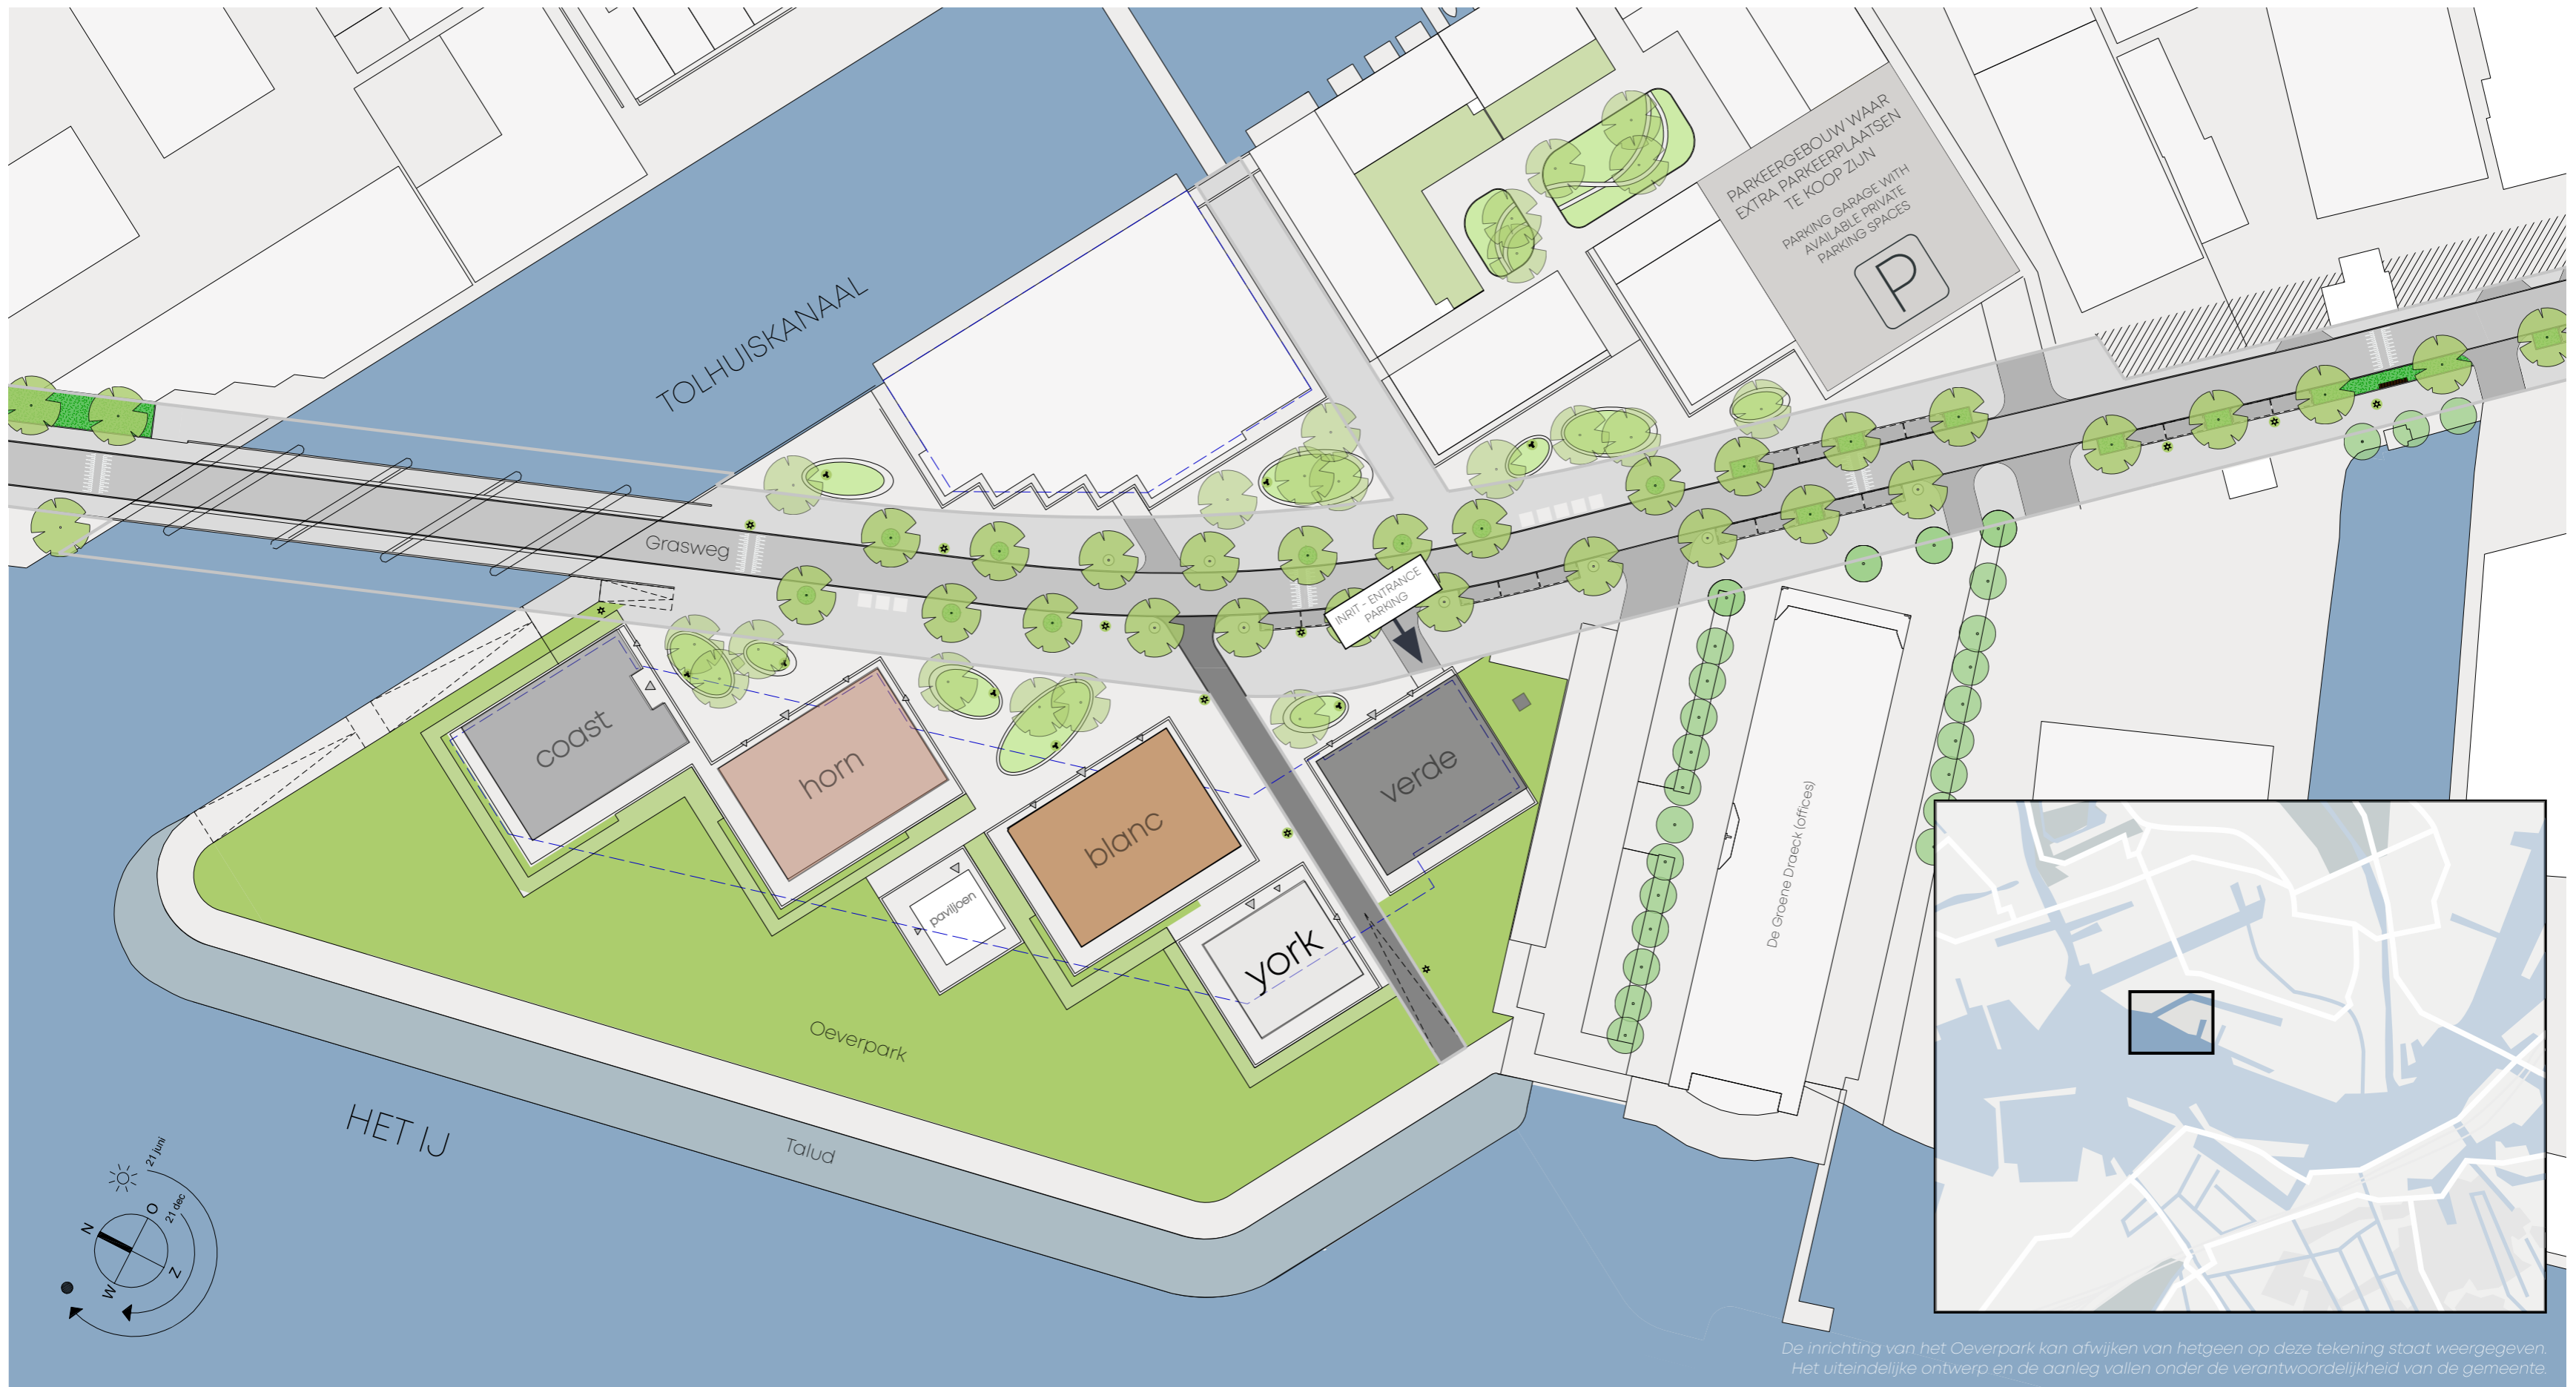 PARKEERGEBOUW WAAR
EXTRA PARKEERPLAATSEN
TE KOOP ZIJN
PARKING GARAGE WITH
AVAILABLE PRIVATE
PARKING SPACES
P
TOLHUISKANAAL
Grasweg
INRIT - ENTRANCE
PARKING
coast
horn
blanc
verde
paviljoen
york
De Groene Draeck (offices)
Oeverpark
Talud
HET IJ
21 juni
21 dec
N
O
Z
W
De inrichting van het Oeverpark kan afwijken van hetgeen op deze tekening staat weergegeven.
Het uiteindelijke ontwerp en de aanleg vallen onder de verantwoordelijkheid van de gemeente.